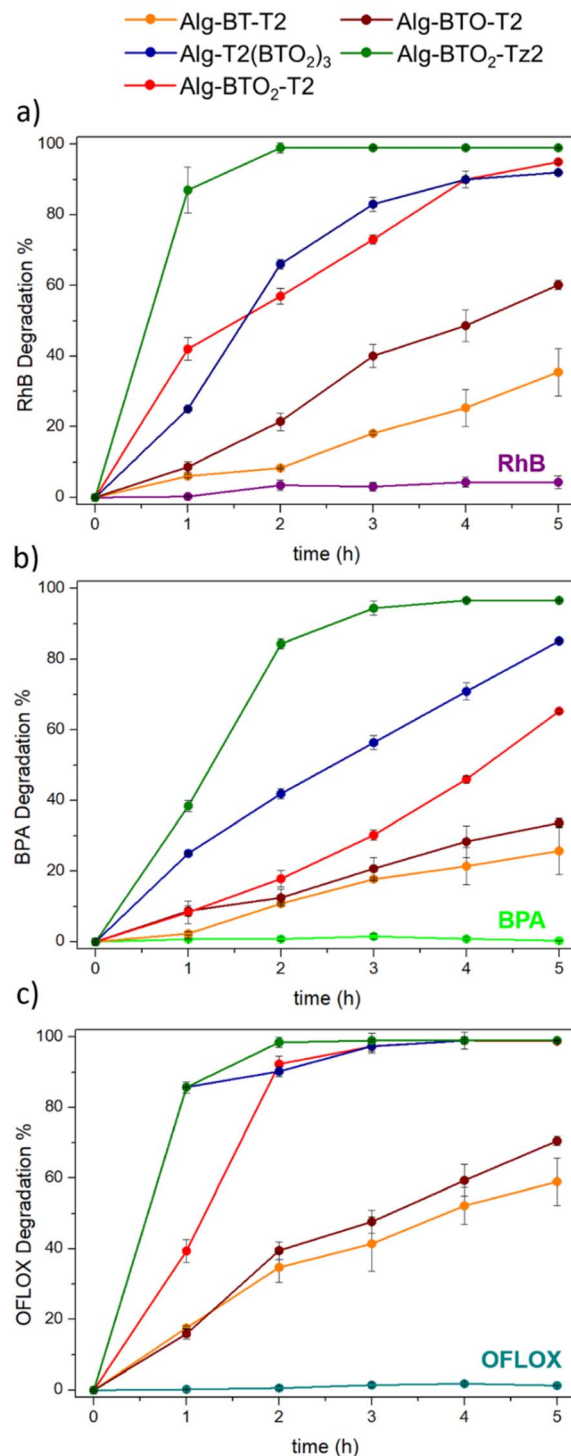 Alg-BT-T2 Alg-BTO-T2
Alg-T2(BTO₂)₃ Alg-BTO₂-Tz2
Alg-BTO₂-T2
a)
100
80
60
40
20
0
RhB Degradation %
RhB
0 1 2 3 4 5
time (h)
b)
100
80
60
40
20
0
BPA Degradation %
BPA
0 1 2 3 4 5
time (h)
c)
100
80
60
40
20
0
OFLOX Degradation %
OFLOX
0 1 2 3 4 5
time (h)